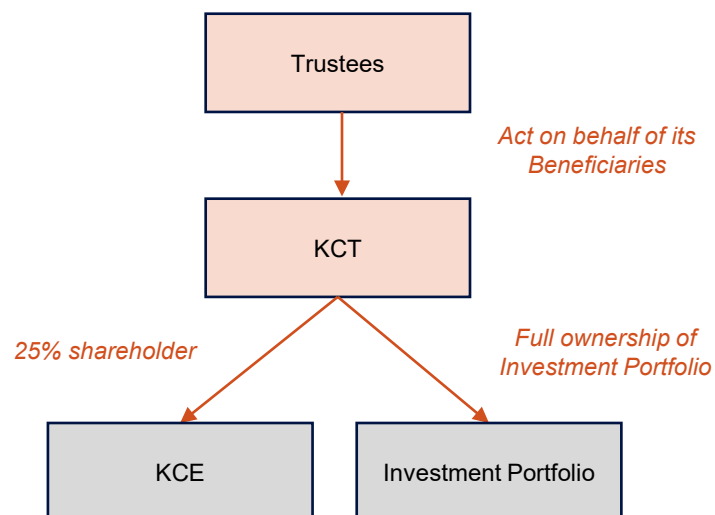 Trustees
Act on behalf of its
Beneficiaries
KCT
25% shareholder
Full ownership of
Investment Portfolio
KCE
Investment Portfolio